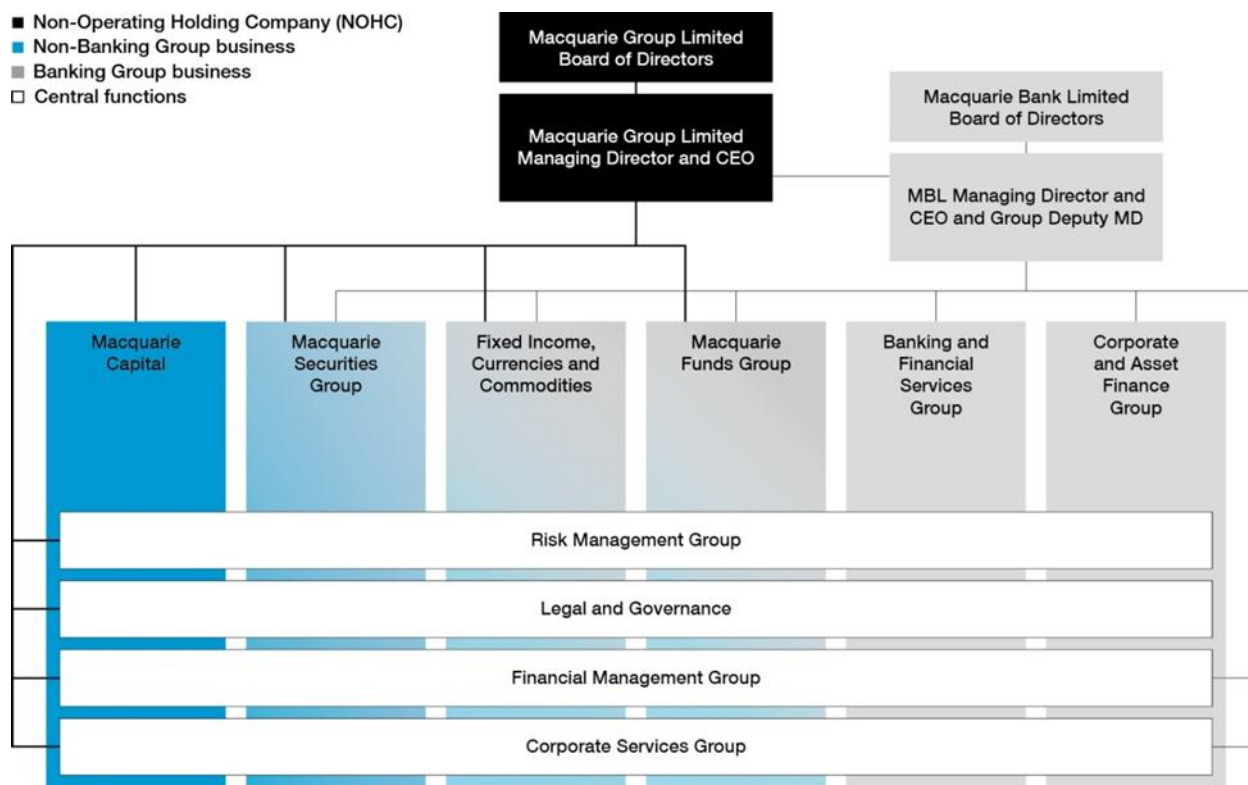 Non-Operating Holding Company (NOHC)
Non-Banking Group business
Banking Group business
Central functions
Macquarie Group Limited
Board of Directors
Macquarie Bank Limited
Board of Directors
Macquarie Group Limited
Managing Director and CEO
MBL Managing Director and
CEO and Group Deputy MD
Macquarie
Capital
Macquarie
Securities
Group
Fixed Income,
Currencies and
Commodities
Macquarie
Funds Group
Banking and
Financial
Services
Group
Corporate
and Asset
Finance
Group
Risk Management Group
Legal and Governance
Financial Management Group
Corporate Services Group